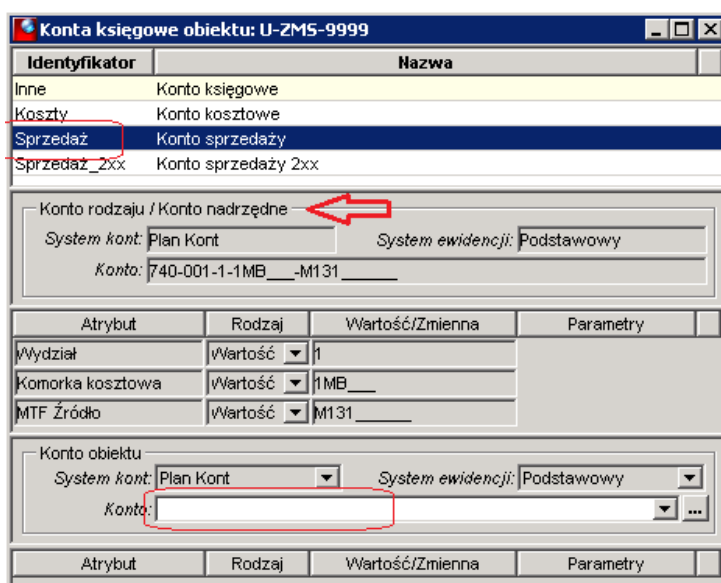 Konta księgowe obiektu: U-ZMS-9999
Identyfikator Nazwa
Inne Konto księgowe
Koszty Konto kosztowe
Sprzedaż Konto sprzedaży
Sprzedaż_2xx Konto sprzedaży 2xx
Konto rodzaju / Konto nadrzędne
System kont: Plan Kont System ewidencji: Podstawowy
Konto: 740-001-1-1MB___-M131______
Atrybut Rodzaj Wartość/Zmienna Parametry
Wydział Wartość 1
Komorka kosztowa Wartość 1MB___
MTF Źródło Wartość M131______
Konto obiektu
System kont: Plan Kont System ewidencji: Podstawowy
Konto: ...
Atrybut Rodzaj Wartość/Zmienna Parametry